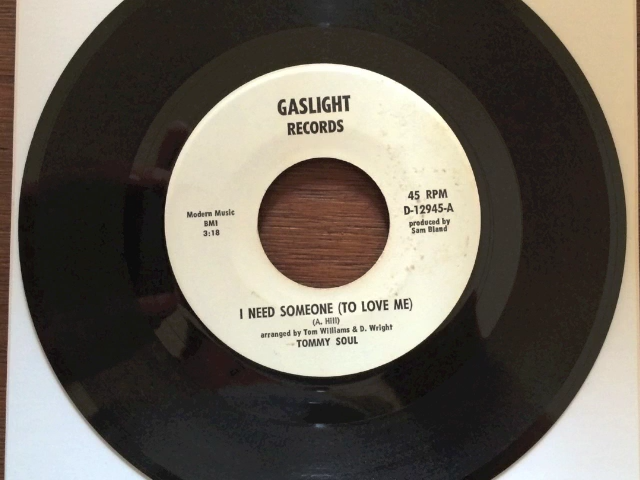 GASLIGHT
RECORDS
Modern Music
BMI
3:18
45 RPM
D-12945-A
produced by
Sam Bland
I NEED SOMEONE (TO LOVE ME)
(A. Hill)
arranged by Tom Williams & D. Wright
TOMMY SOUL